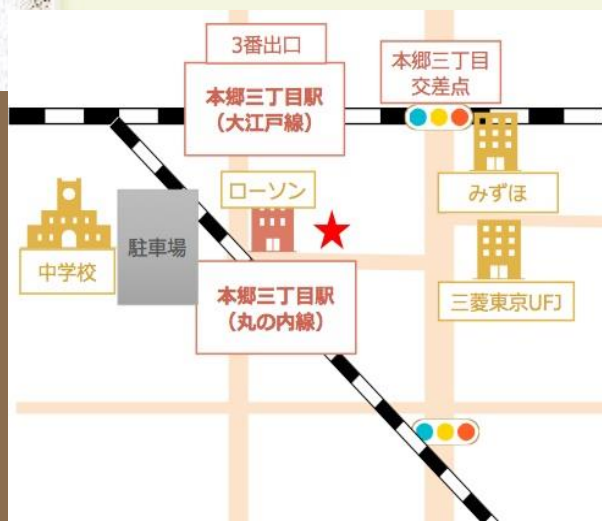 3番出口
本郷三丁目駅
（大江戸線）
本郷三丁目
交差点
ローソン
みずほ
中学校
駐車場
本郷三丁目駅
（丸の内線）
三菱東京UFJ